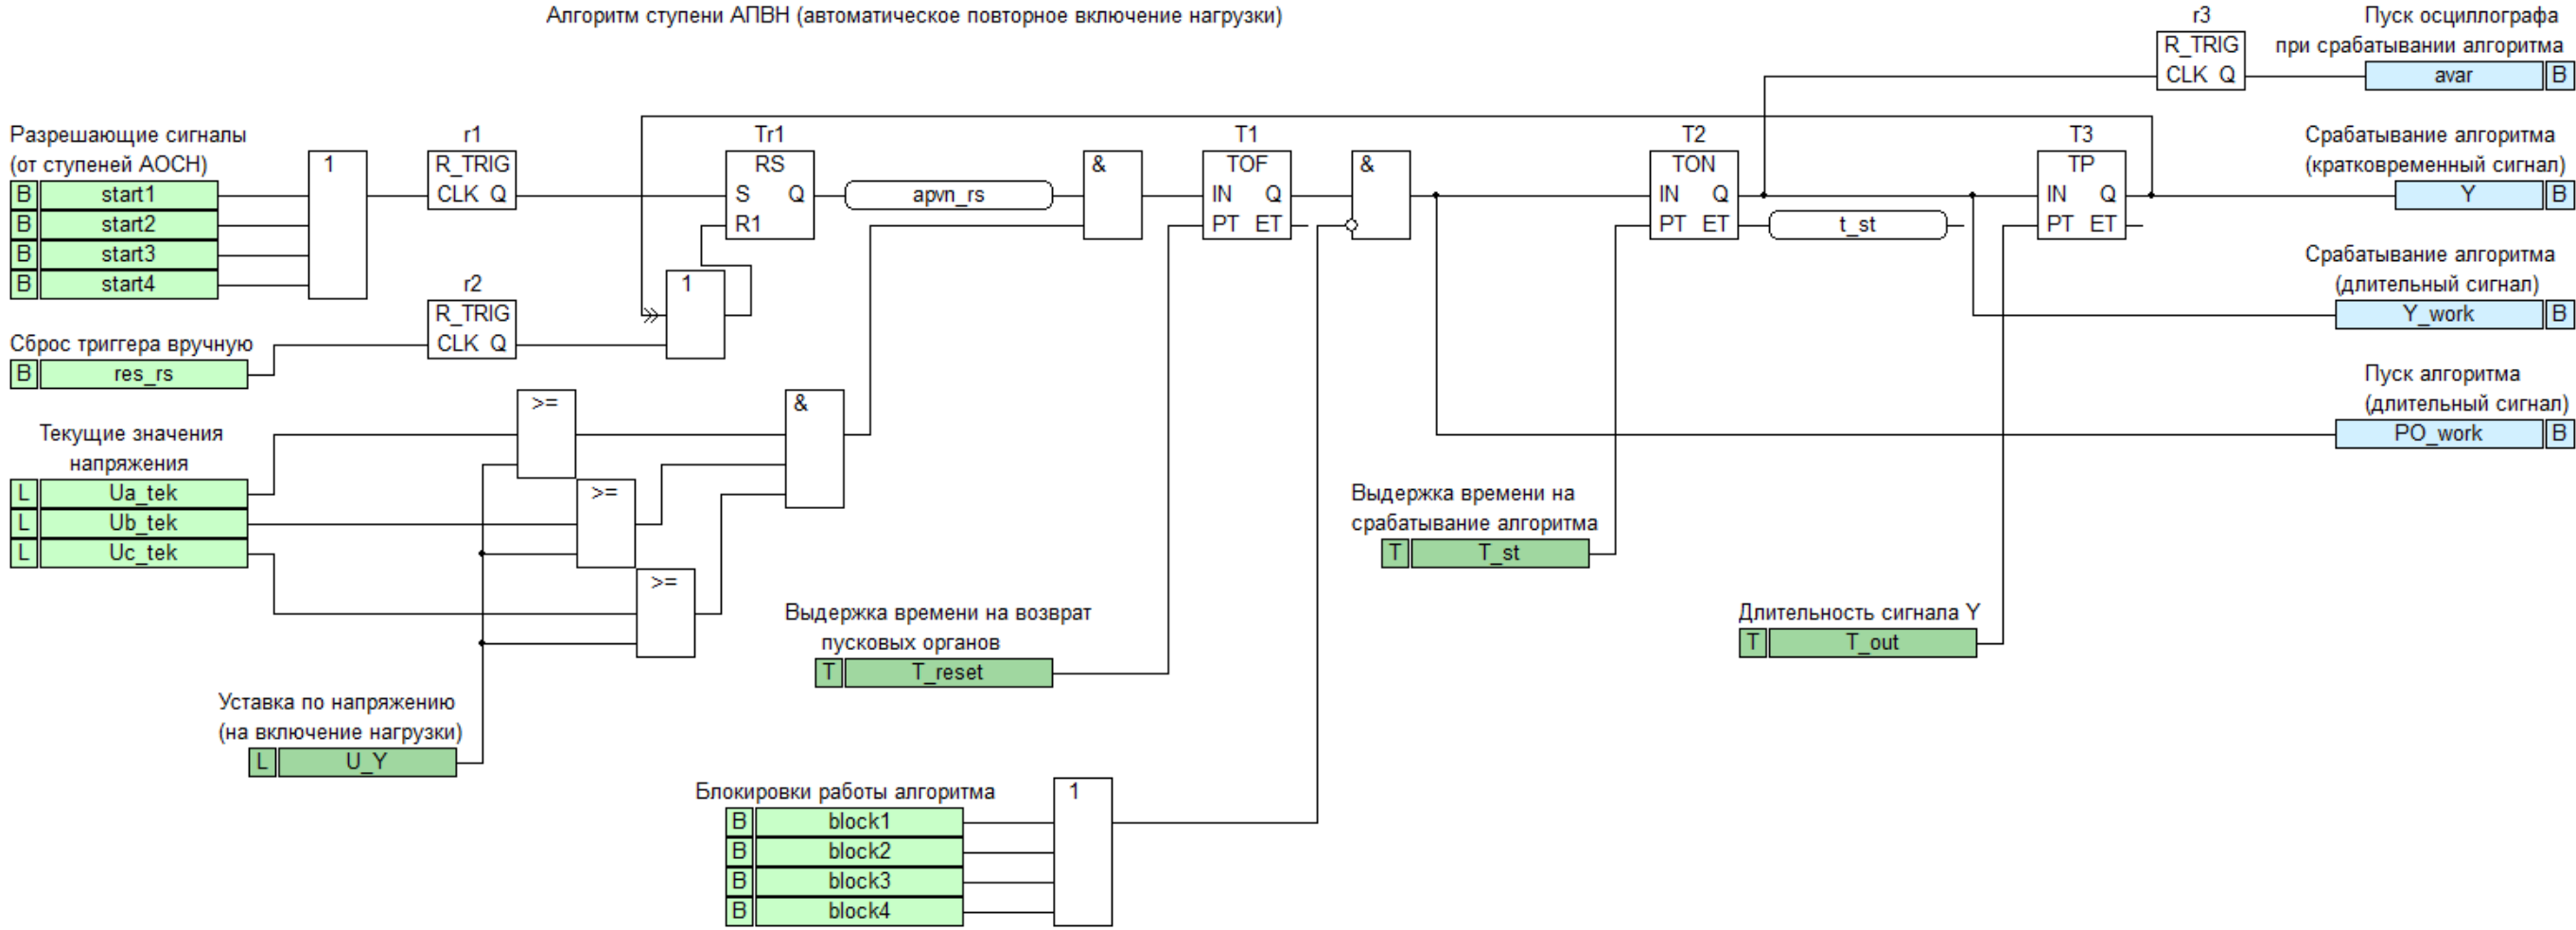 Алгоритм ступени АПВН (автоматическое повторное включение нагрузки)
r3
R_TRIG
CLK Q
Пуск осциллографа
при срабатывании алгоритма
avar B
Разрешающие сигналы
(от ступеней АОСН)
B start1
B start2
B start3
B start4
1
r1
R_TRIG
CLK Q
Tr1
RS
S Q
R1
apvn_rs
&
T1
TOF
IN Q
PT ET
&
T2
TON
IN Q
PT ET
t_st
T3
TP
IN Q
PT ET
Срабатывание алгоритма
(кратковременный сигнал)
Y B
Срабатывание алгоритма
(длительный сигнал)
Y_work B
Пуск алгоритма
(длительный сигнал)
PO_work B
r2
R_TRIG
CLK Q
1
Сброс триггера вручную
B res_rs
Текущие значения
напряжения
L Ua_tek
L Ub_tek
L Uc_tek
>=
>=
>=
&
Выдержка времени на
срабатывание алгоритма
T T_st
Выдержка времени на возврат
пусковых органов
T T_reset
Длительность сигнала Y
T T_out
Уставка по напряжению
(на включение нагрузки)
L U_Y
Блокировки работы алгоритма
B block1
B block2
B block3
B block4
1